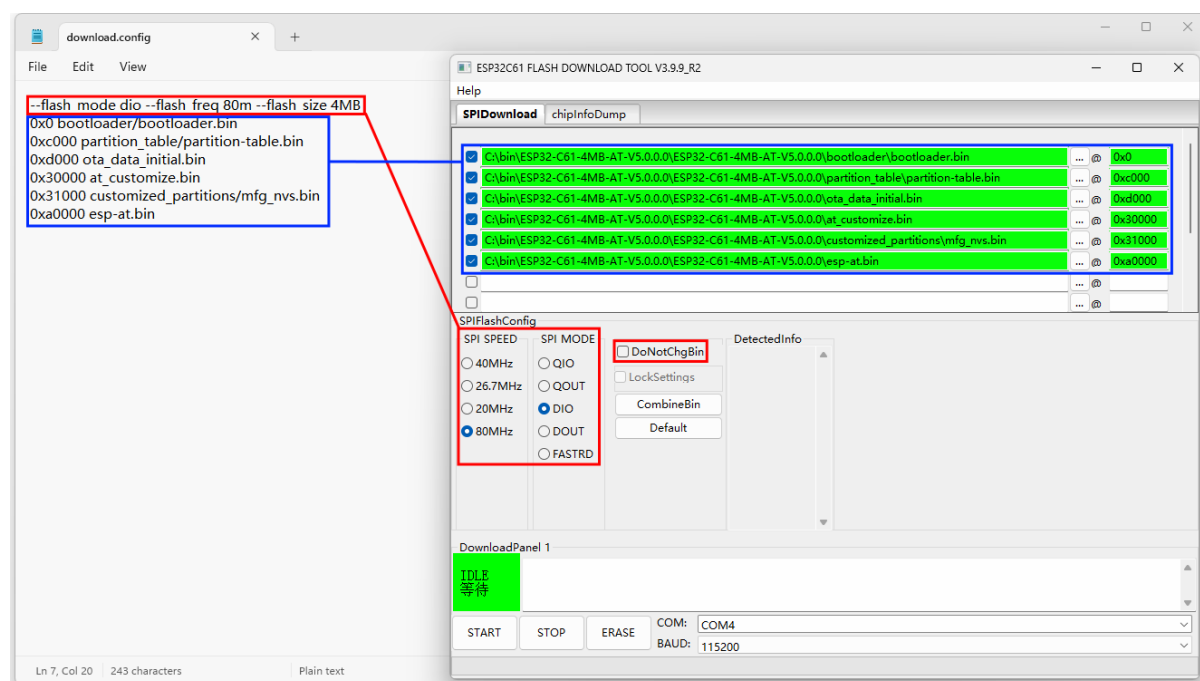 download.config
File Edit View
--flash_mode dio --flash_freq 80m --flash_size 4MB
0x0 bootloader/bootloader.bin
0xc000 partition_table/partition-table.bin
0xd000 ota_data_initial.bin
0x30000 at_customize.bin
0x31000 customized_partitions/mfg_nvs.bin
0xa0000 esp-at.bin
Ln 7, Col 20 243 characters Plain text
ESP32C61 FLASH DOWNLOAD TOOL V3.9.9_R2
Help
SPIDownload chipInfoDump
C:\bin\ESP32-C61-4MB-AT-V5.0.0.0\ESP32-C61-4MB-AT-V5.0.0.0\bootloader\bootloader.bin ... @ 0x0
C:\bin\ESP32-C61-4MB-AT-V5.0.0.0\ESP32-C61-4MB-AT-V5.0.0.0\partition_table\partition-table.bin ... @ 0xc000
C:\bin\ESP32-C61-4MB-AT-V5.0.0.0\ESP32-C61-4MB-AT-V5.0.0.0\ota_data_initial.bin ... @ 0xd000
C:\bin\ESP32-C61-4MB-AT-V5.0.0.0\ESP32-C61-4MB-AT-V5.0.0.0\at_customize.bin ... @ 0x30000
C:\bin\ESP32-C61-4MB-AT-V5.0.0.0\ESP32-C61-4MB-AT-V5.0.0.0\customized_partitions\mfg_nvs.bin ... @ 0x31000
C:\bin\ESP32-C61-4MB-AT-V5.0.0.0\ESP32-C61-4MB-AT-V5.0.0.0\esp-at.bin ... @ 0xa0000
... @
... @
SPIFlashConfig
SPI SPEED
40MHz
26.7MHz
20MHz
80MHz
SPI MODE
QIO
QOUT
DIO
DOUT
FASTRD
DoNotChgBin
LockSettings
CombineBin
Default
DetectedInfo
DownloadPanel 1
IDLE
等待
START STOP ERASE
COM: COM4
BAUD: 115200